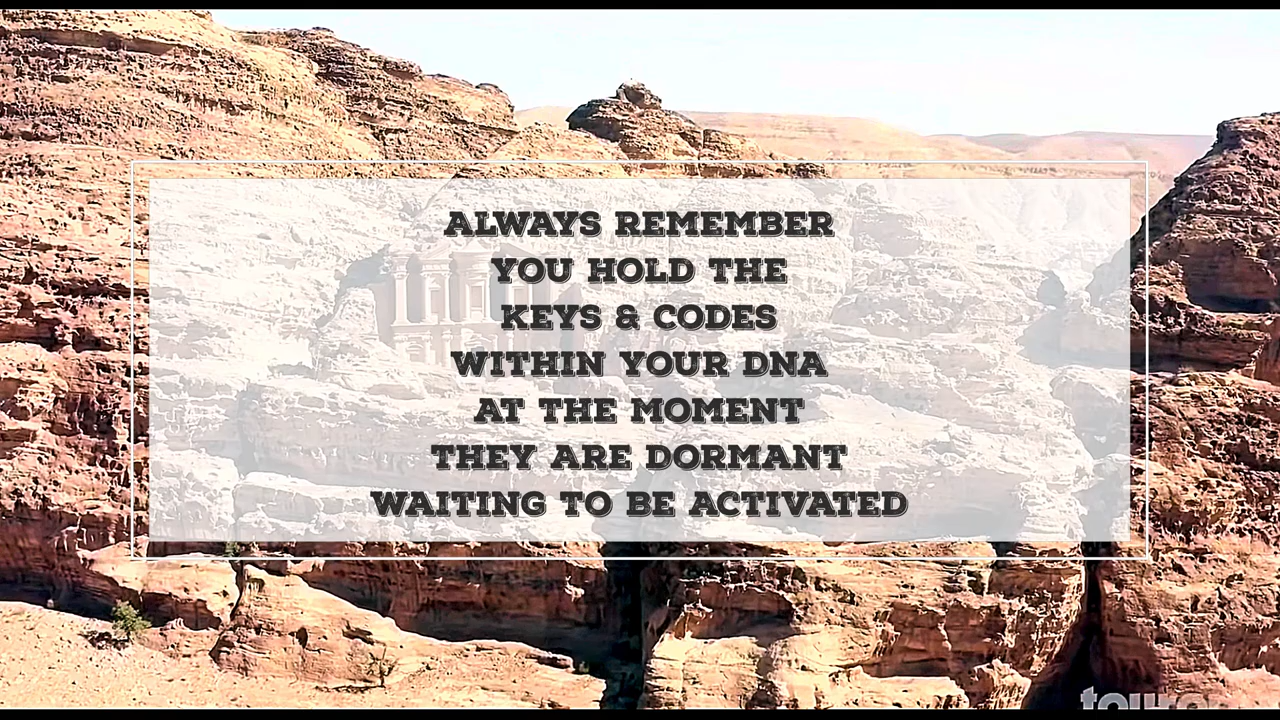 ALWAYS REMEMBER
YOU HOLD THE
KEYS & CODES
WITHIN YOUR DNA
AT THE MOMENT
THEY ARE DORMANT
WAITING TO BE ACTIVATED